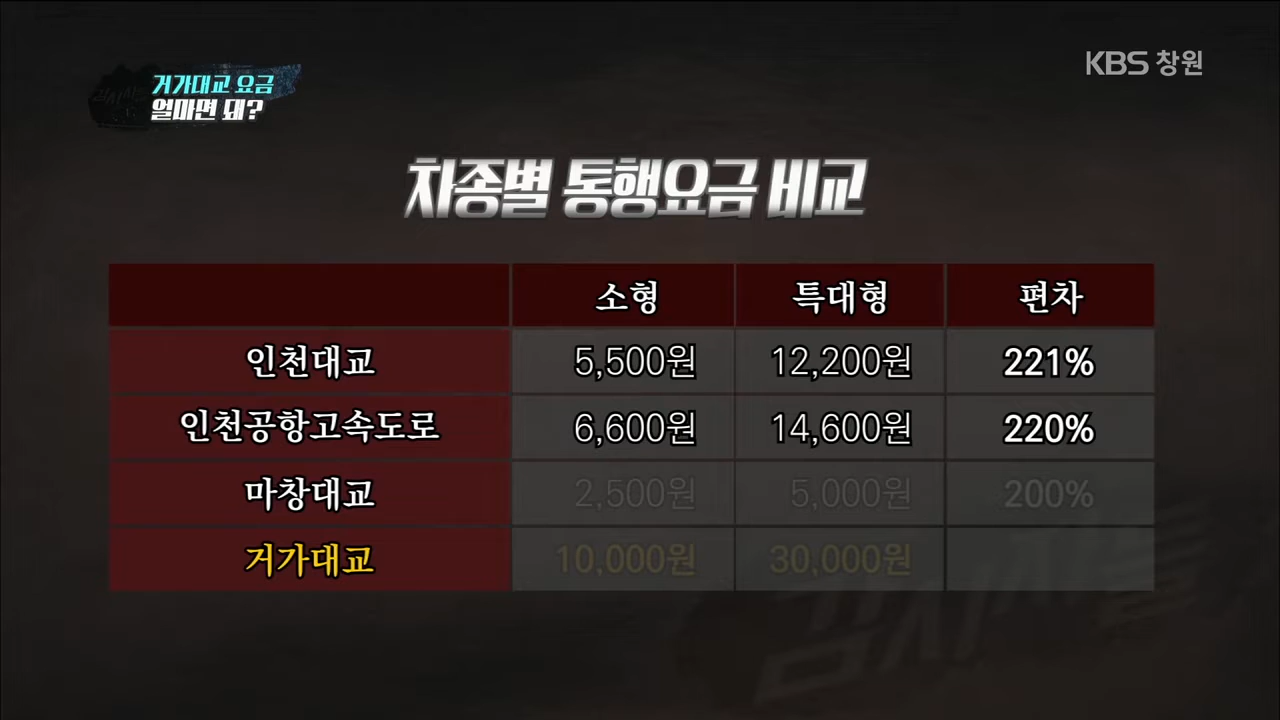 거가대교 요금
얼마면 돼?
KBS 창원
차종별 통행요금 비교
소형 특대형 편차
인천대교 5,500원 12,200원 221%
인천공항고속도로 6,600원 14,600원 220%
마창대교 2,500원 5,000원 200%
거가대교 10,000원 30,000원
감시자들